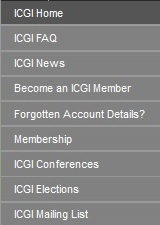 ICGI Home
ICGI FAQ
ICGI News
Become an ICGI Member
Forgotten Account Details?
Membership
ICGI Conferences
ICGI Elections
ICGI Mailing List